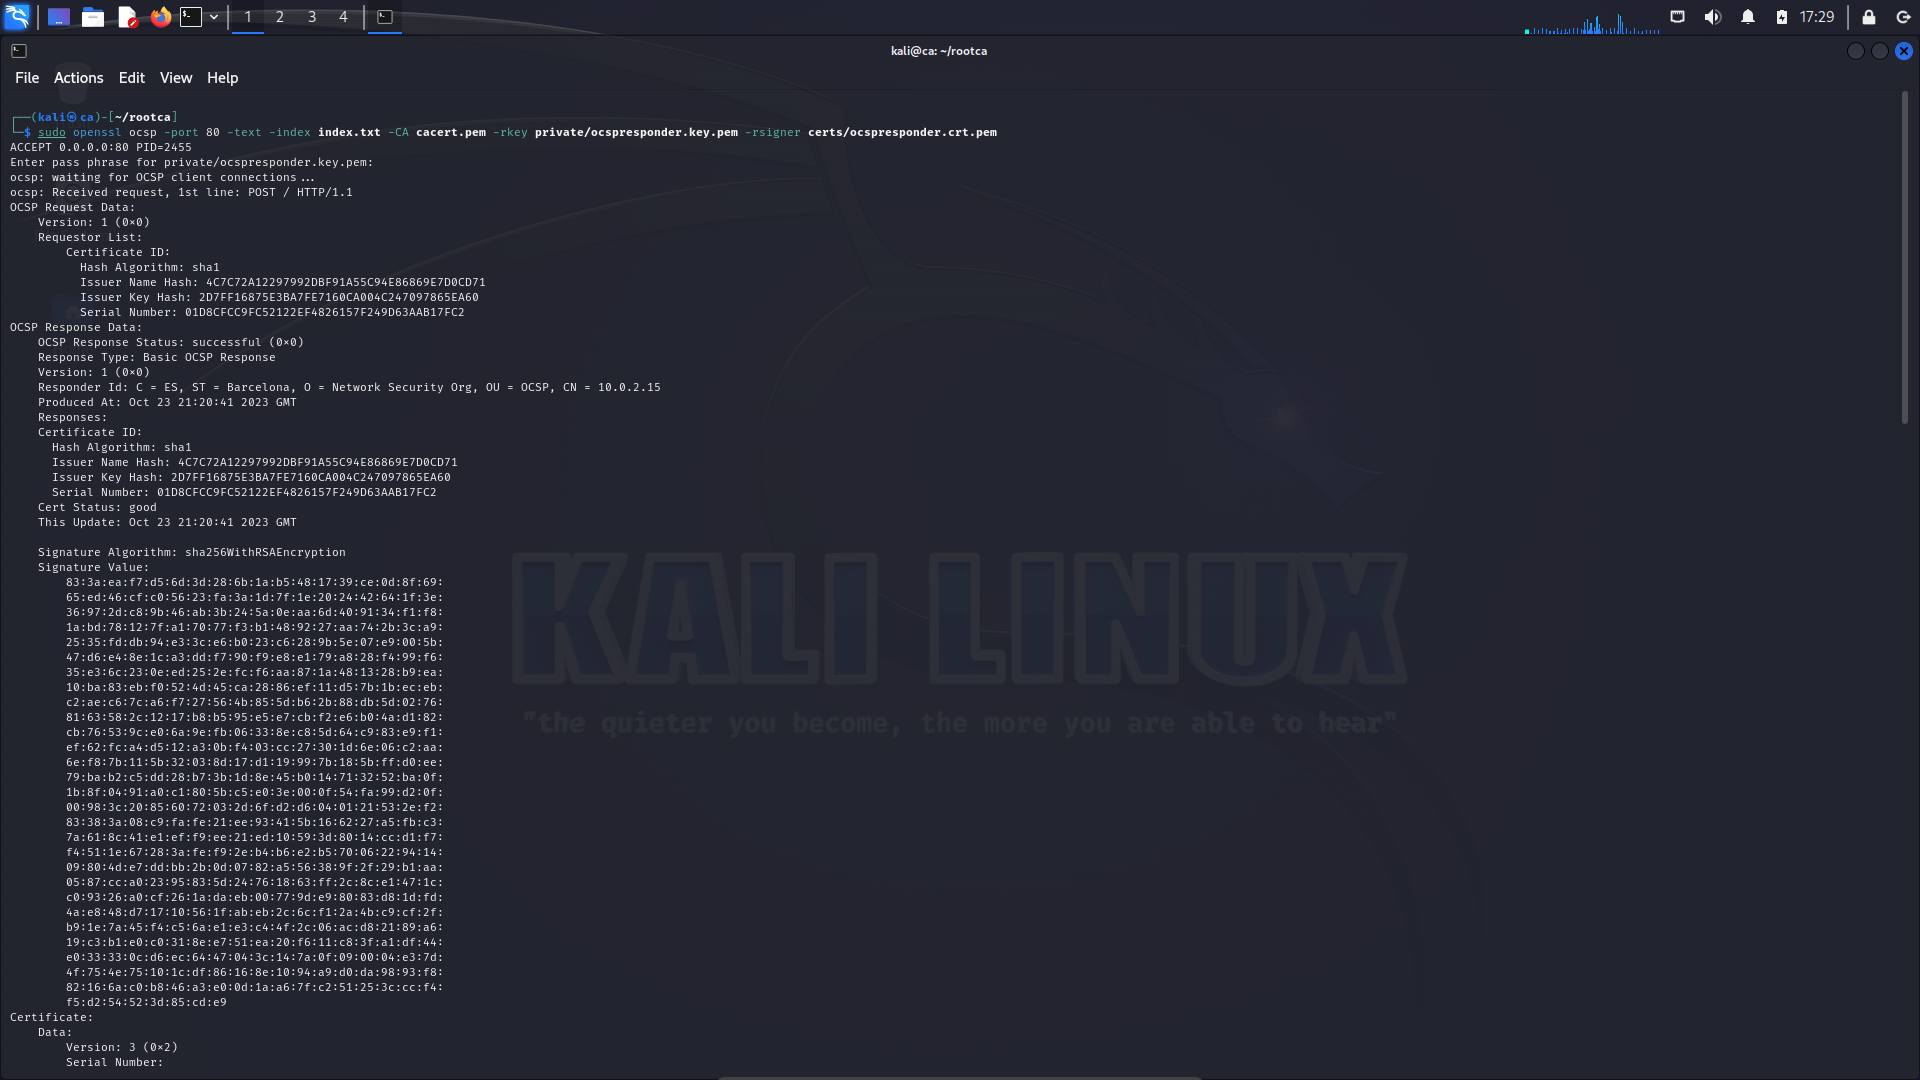 1 2 3 4
17:29
kali@ca: ~/rootca
File Actions Edit View Help
┌──(kali㉿ca)-[~/rootca]
└─$ sudo openssl ocsp -port 80 -text -index index.txt -CA cacert.pem -rkey private/ocspresponder.key.pem -rsigner certs/ocspresponder.crt.pem
ACCEPT 0.0.0.0:80 PID=2455
Enter pass phrase for private/ocspresponder.key.pem:
ocsp: waiting for OCSP client connections...
ocsp: Received request, 1st line: POST / HTTP/1.1
OCSP Request Data:
Version: 1 (0x0)
Requestor List:
Certificate ID:
Hash Algorithm: sha1
Issuer Name Hash: 4C7C72A12297992DBF91A55C94E86869E7D0CD71
Issuer Key Hash: 2D7FF16875E3BA7FE7160CA004C247097865EA60
Serial Number: 01D8CFCC9FC52122EF4826157F249D63AAB17FC2
OCSP Response Data:
OCSP Response Status: successful (0x0)
Response Type: Basic OCSP Response
Version: 1 (0x0)
Responder Id: C = ES, ST = Barcelona, O = Network Security Org, OU = OCSP, CN = 10.0.2.15
Produced At: Oct 23 21:20:41 2023 GMT
Responses:
Certificate ID:
Hash Algorithm: sha1
Issuer Name Hash: 4C7C72A12297992DBF91A55C94E86869E7D0CD71
Issuer Key Hash: 2D7FF16875E3BA7FE7160CA004C247097865EA60
Serial Number: 01D8CFCC9FC52122EF4826157F249D63AAB17FC2
Cert Status: good
This Update: Oct 23 21:20:41 2023 GMT
Signature Algorithm: sha256WithRSAEncryption
Signature Value:
83:3a:ea:f7:d5:6d:3d:28:6b:1a:b5:48:17:39:ce:0d:8f:69:
65:ed:46:cf:c0:56:23:fa:3a:1d:7f:1e:20:24:42:64:1f:3e:
36:97:2d:c8:9b:46:ab:3b:24:5a:0e:aa:6d:40:91:34:f1:f8:
1a:bd:78:12:7f:a1:70:77:f3:b1:48:92:27:aa:74:2b:3c:a9:
25:35:fd:db:94:e3:3c:e6:b0:23:c6:28:9b:5e:07:e9:00:5b:
47:d6:e4:8e:1c:a3:dd:f7:90:f9:e8:e1:79:a8:28:f4:99:f6:
35:e3:6c:23:0e:ed:25:2e:fc:f6:aa:87:1a:48:13:28:b9:ea:
10:ba:83:eb:f0:52:4d:45:ca:28:86:ef:11:d5:7b:1b:ec:eb:
c2:ae:c6:7c:a6:f7:27:56:4b:85:5d:b6:2b:88:db:5d:02:76:
81:63:58:2c:12:17:b8:b5:95:e5:e7:cb:f2:e6:b0:4a:d1:82:
cb:76:53:9c:e0:6a:9e:fb:06:33:8e:c8:5d:64:c9:83:e9:f1:
ef:62:fc:a4:d5:12:a3:0b:f4:03:cc:27:30:1d:6e:06:c2:aa:
6e:f8:7b:11:5b:32:03:8d:17:d1:19:99:7b:18:5b:ff:d0:ee:
79:ba:b2:c5:dd:28:b7:3b:1d:8e:45:b0:14:71:32:52:ba:0f:
1b:8f:04:91:a0:c1:80:5b:c5:e0:3e:00:0f:54:fa:99:d2:0f:
00:98:3c:20:85:60:72:03:2d:6f:d2:d6:04:01:21:53:2e:f2:
83:38:3a:08:c9:fa:fe:21:ee:93:41:5b:16:62:27:a5:fb:c3:
7a:61:8c:41:e1:ef:f9:ee:21:ed:10:59:3d:80:14:cc:d1:f7:
f4:51:1e:67:28:3a:fe:f9:2e:b4:b6:e2:b5:70:06:22:94:14:
09:80:4d:e7:dd:bb:2b:0d:07:82:a5:56:38:9f:2f:29:b1:aa:
05:87:cc:a0:23:95:83:5d:24:76:18:63:ff:2c:8c:e1:47:1c:
c0:93:26:a0:cf:26:1a:da:eb:00:77:9d:e9:80:83:d8:1d:fd:
4a:e8:48:d7:17:10:56:1f:ab:eb:2c:6c:f1:2a:4b:c9:cf:2f:
b9:1e:7a:45:f4:c5:6a:e1:e3:c4:4f:2c:06:ac:d8:21:89:a6:
19:c3:b1:e0:c0:31:8e:e7:51:ea:20:f6:11:c8:3f:a1:df:44:
e0:33:33:0c:d6:ec:64:47:04:3c:14:7a:0f:09:00:04:e3:7d:
4f:75:4e:75:10:1c:df:86:16:8e:10:94:a9:d0:da:98:93:f8:
82:16:6a:c0:b8:46:a3:e0:0d:1a:a6:7f:c2:51:25:3c:cc:f4:
f5:d2:54:52:3d:85:cd:e9
Certificate:
Data:
Version: 3 (0x2)
Serial Number:
KALI LINUX
"the quieter you become, the more you are able to hear"